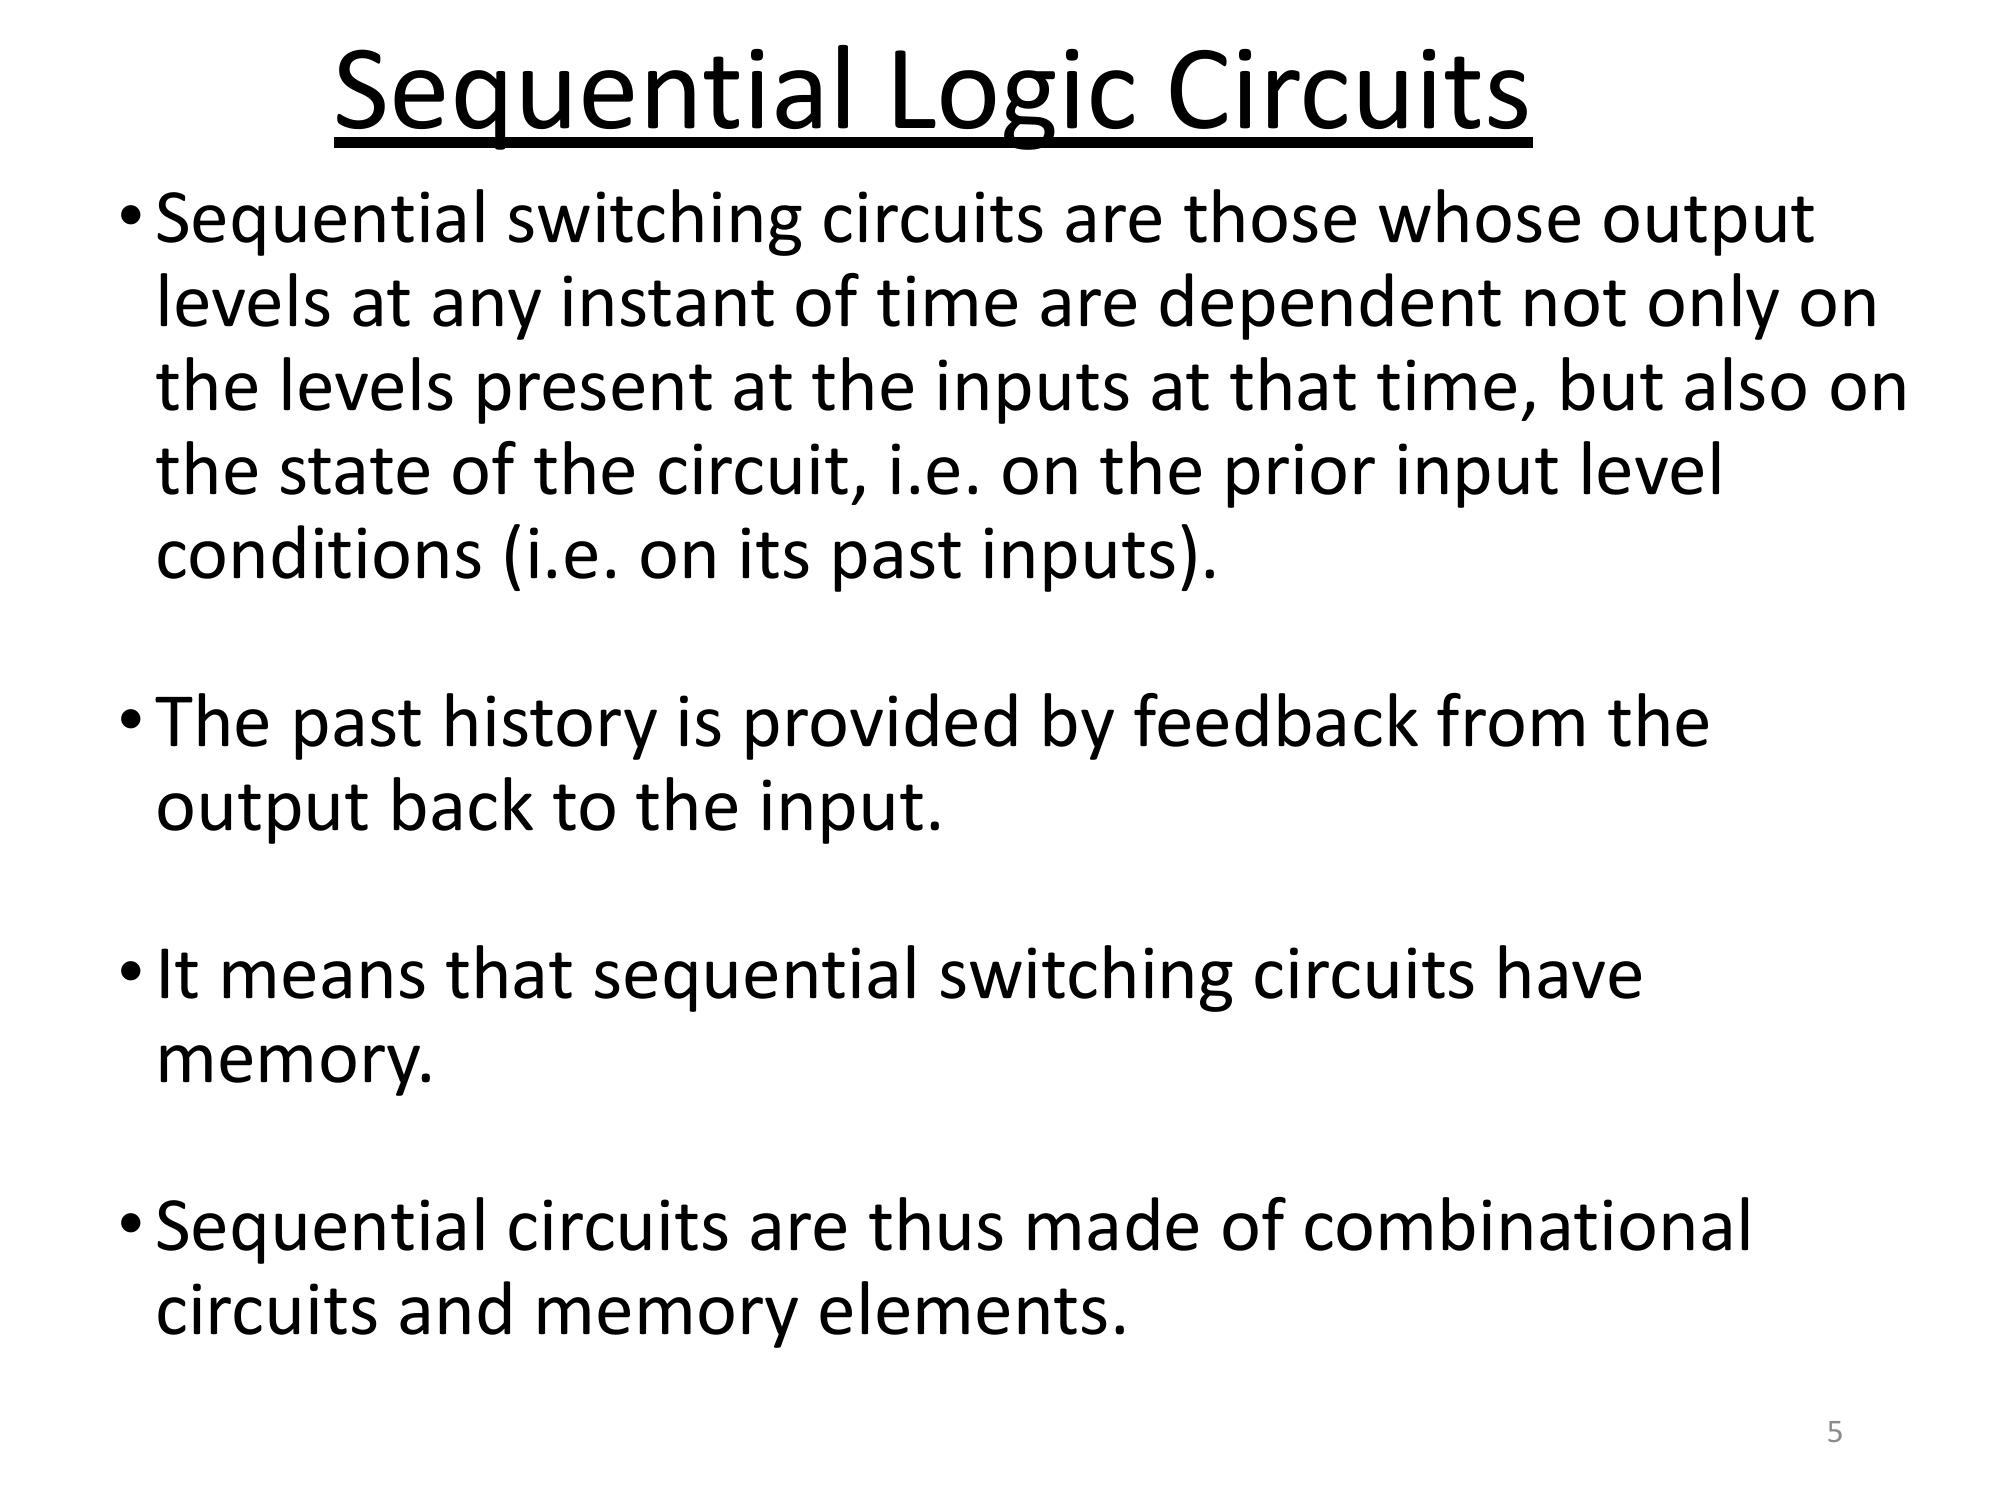 Sequential Logic Circuits
• Sequential switching circuits are those whose output
levels at any instant of time are dependent not only on
the levels present at the inputs at that time, but also on
the state of the circuit, i.e. on the prior input level
conditions (i.e. on its past inputs).
• The past history is provided by feedback from the
output back to the input.
• It means that sequential switching circuits have
memory.
• Sequential circuits are thus made of combinational
circuits and memory elements.
5